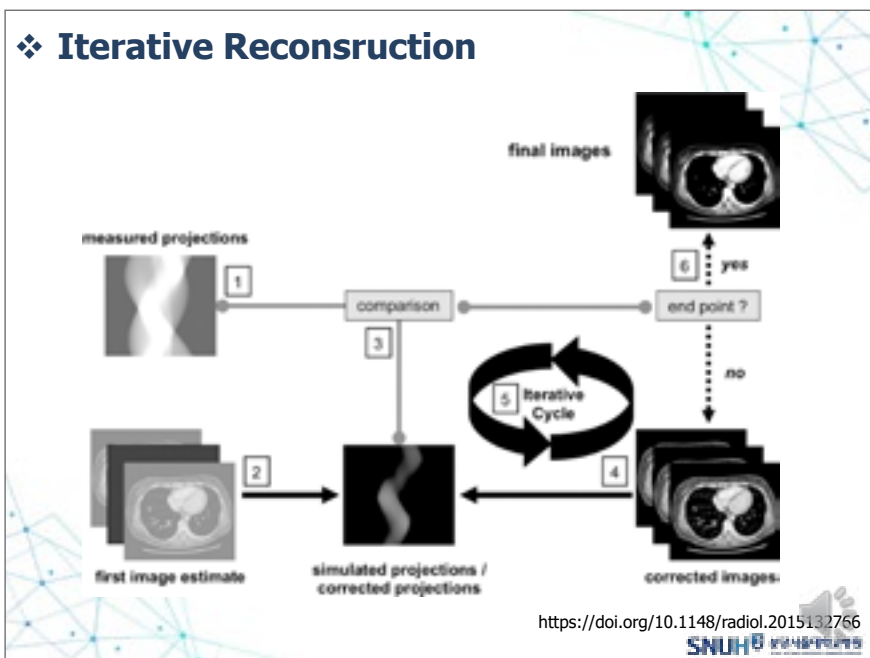 ❖ Iterative Reconsruction
final images
measured projections
1
6
yes
comparison
end point ?
3
no
5
Iterative
Cycle
2
4
first image estimate
simulated projections /
corrected projections
corrected images
https://doi.org/10.1148/radiol.2015132766
SNUH